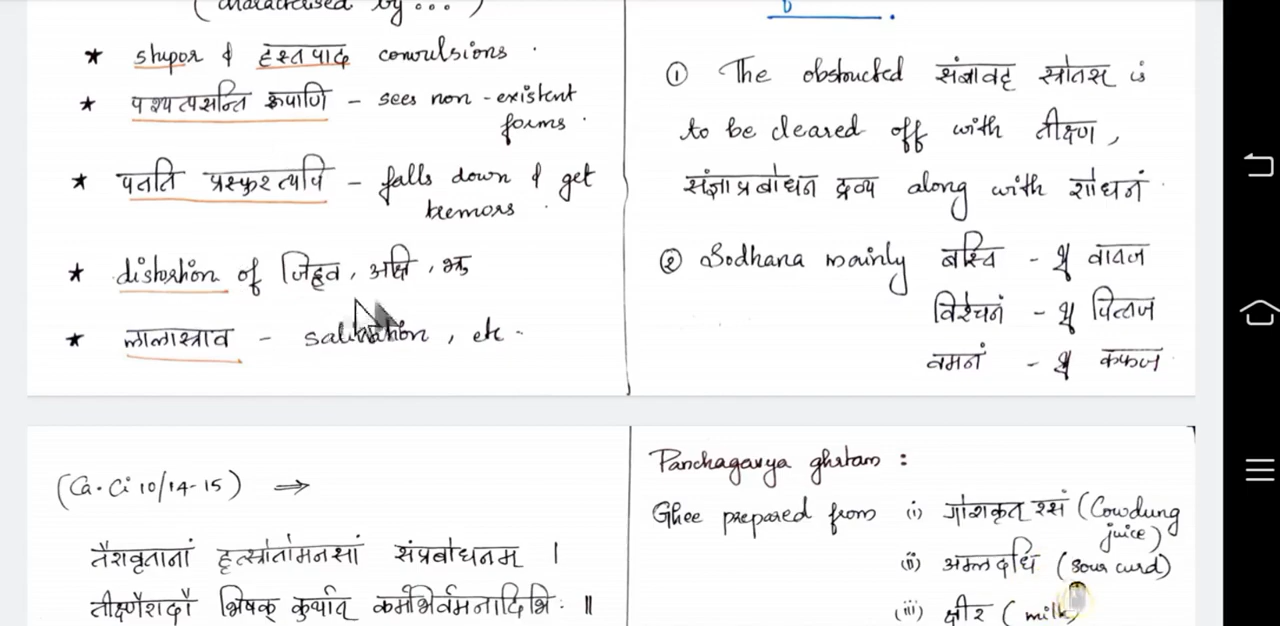 (characterised by...)
★ stupor & हस्तपाद convulsions.
★ पश्यत्यसन्ति रूपाणि - sees non-existent
forms.
★ पतति प्रस्फुरत्यपि - falls down & get
tremors.
★ distortion of जिह्व, अक्षि, भ्रू
★ लालास्त्राव - salivation, etc.
① The obstructed संज्ञावह स्त्रोतस is
to be cleared off with तीक्ष्ण,
संज्ञाप्रबोधन द्रव्य along with शोधनं.
② Sodhana mainly बस्ति - वातज
विरेचनं - पित्तज
वमनं - कफज
(Ca. Ci 10/14-15) ⇒
तैरावृतानां हृत्स्रोतोमनसां संप्रबोधनम् |
तीक्ष्णैरादौ भिषक् कुर्यात् कर्मभिर्वमनादिभिः ||
Panchagavya ghritam :
Ghee prepared from (i) गोशकृत् रसं (Cowdung
juice)
(ii) अम्लदधि (sour curd)
(iii) क्षीर (milk)